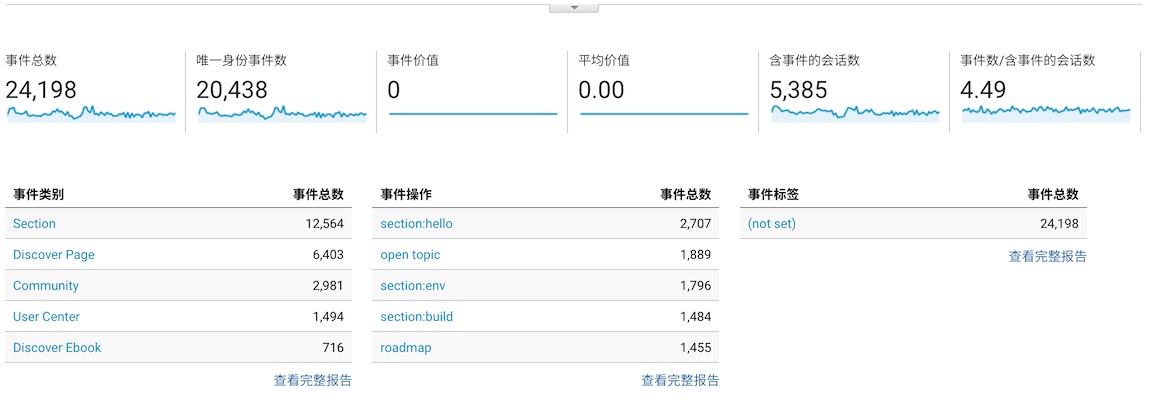 事件总数
24,198
唯一身份事件数
20,438
事件价值
0
平均价值
0.00
含事件的会话数
5,385
事件数/含事件的会话数
4.49
事件类别 事件总数
Section 12,564
Discover Page 6,403
Community 2,981
User Center 1,494
Discover Ebook 716
查看完整报告
事件操作 事件总数
section:hello 2,707
open topic 1,889
section:env 1,796
section:build 1,484
roadmap 1,455
查看完整报告
事件标签 事件总数
(not set) 24,198
查看完整报告